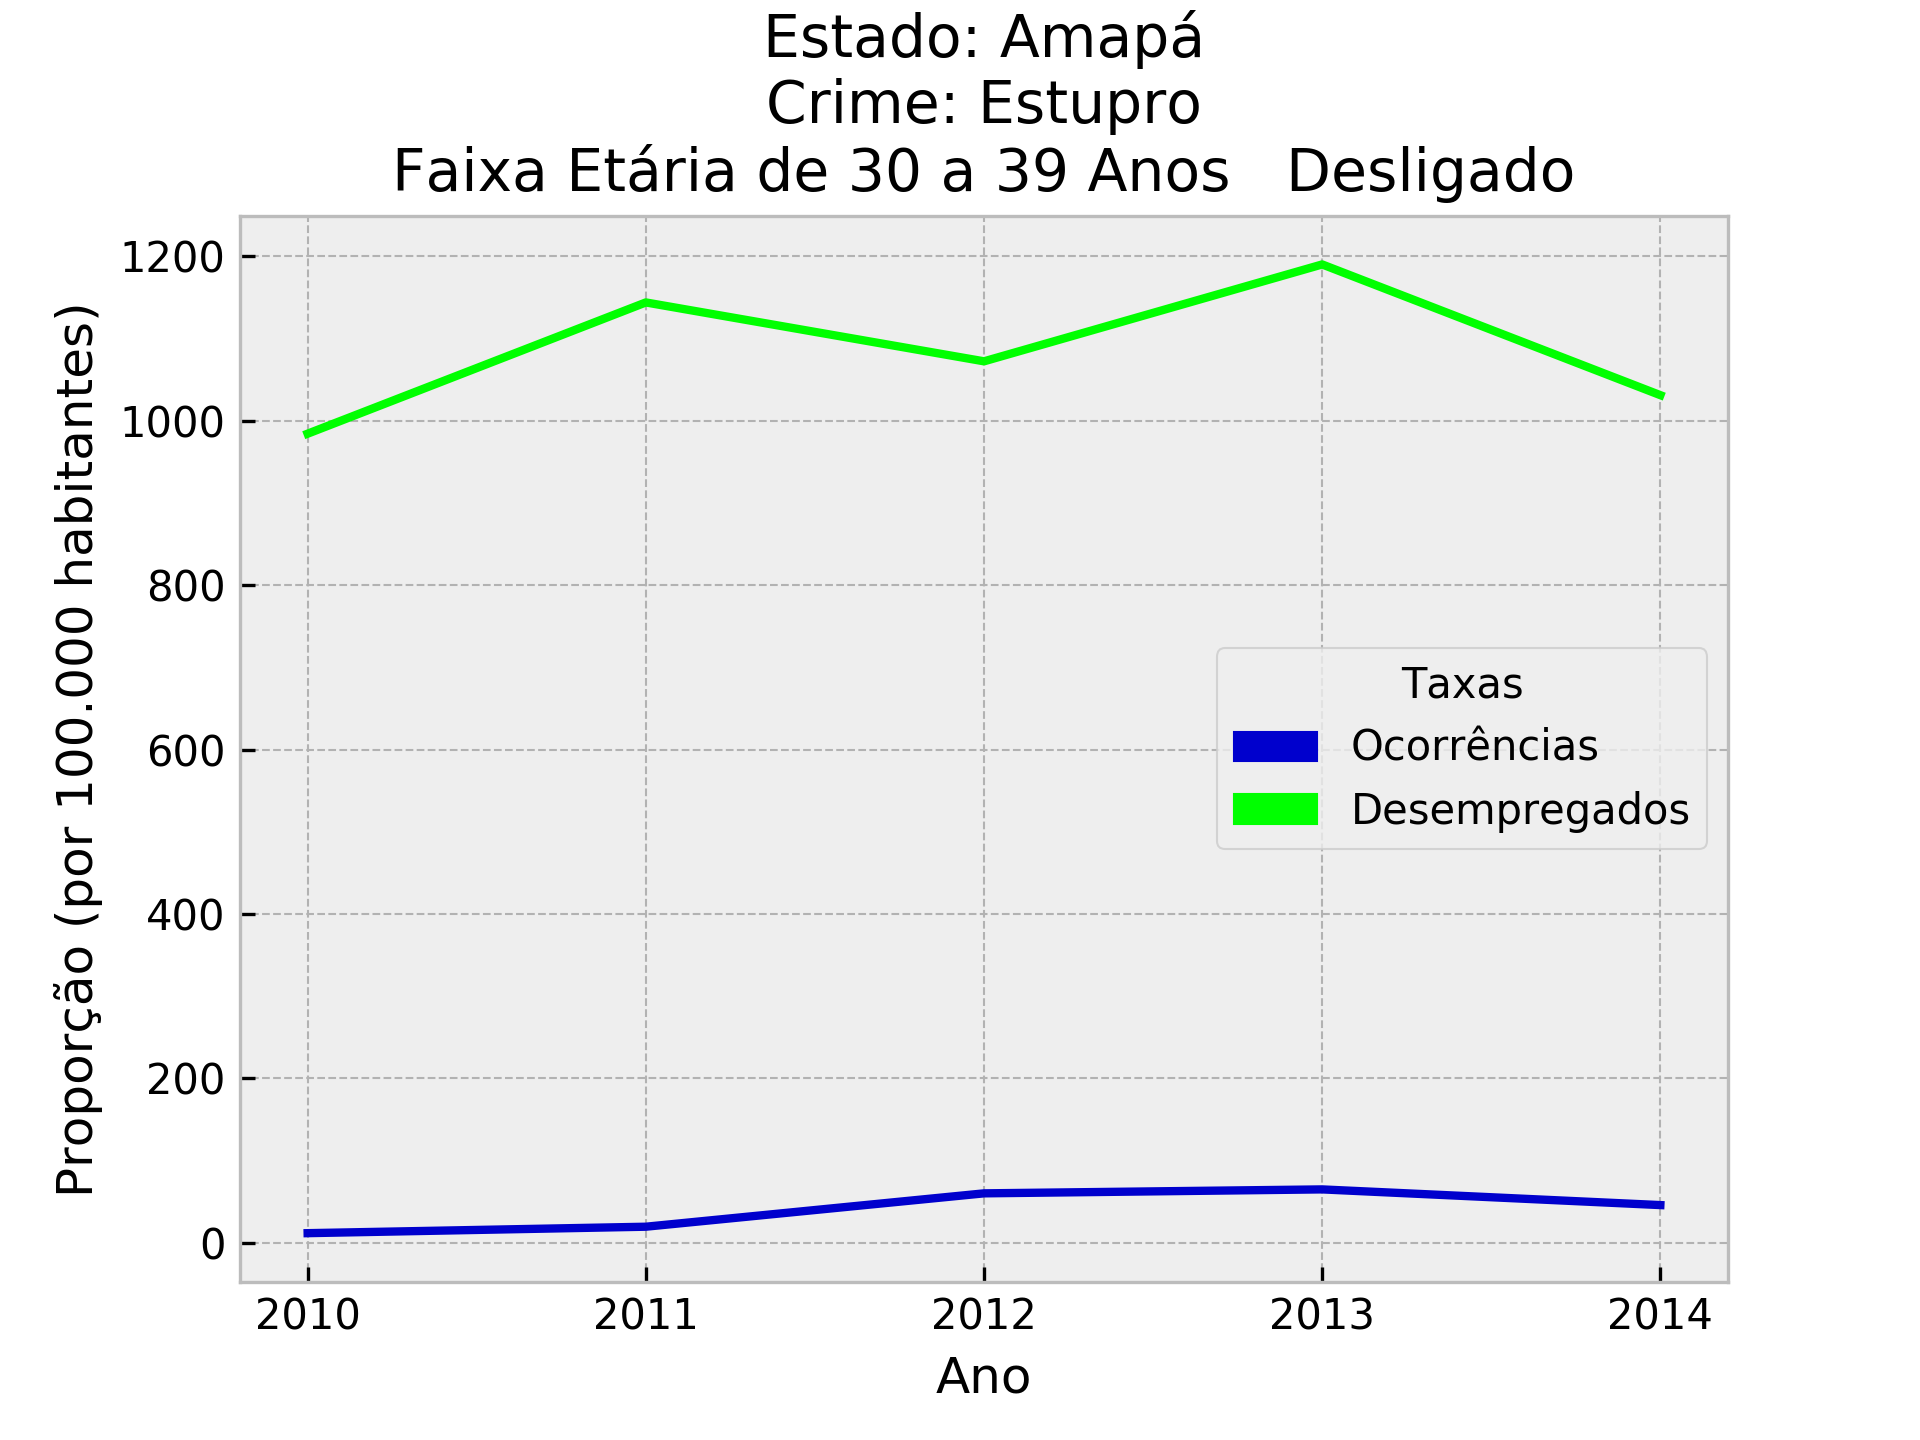 Estado: Amapá
Crime: Estupro
Faixa Etária de 30 a 39 Anos   Desligado
Proporção (por 100.000 habitantes)
1200
1000
800
600
400
200
0
Taxas
Ocorrências
Desempregados
2010 2011 2012 2013 2014
Ano